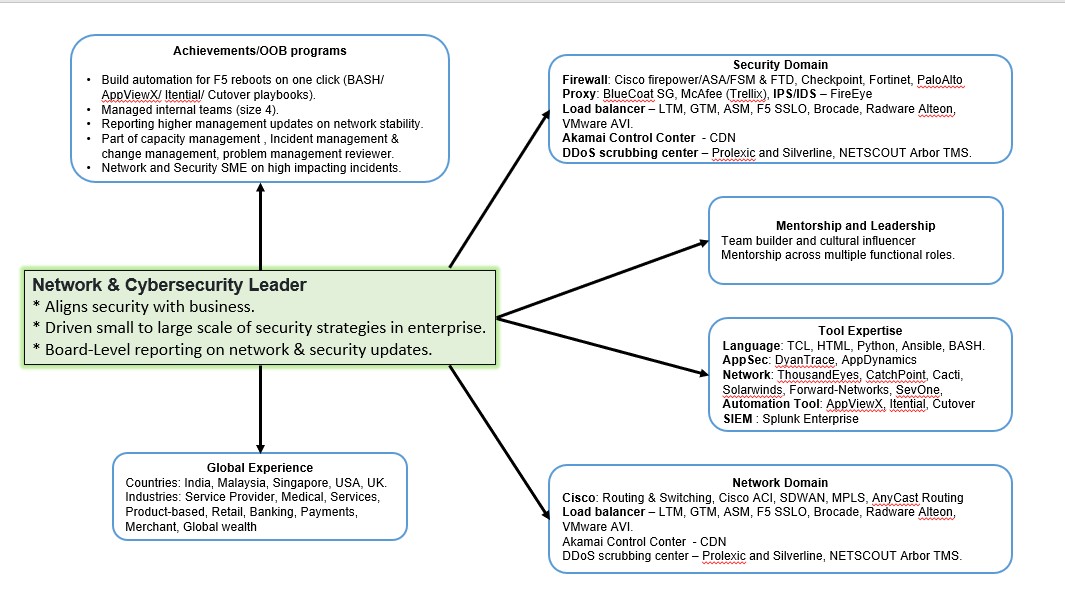 Achievements/OOB programs
• Build automation for F5 reboots on one click (BASH/
AppViewX/ Itential/ Cutover playbooks).
• Managed internal teams (size 4).
• Reporting higher management updates on network stability.
• Part of capacity management , Incident management &
change management, problem management reviewer.
• Network and Security SME on high impacting incidents.
Security Domain
Firewall: Cisco firepower/ASA/FSM & FTD, Checkpoint, Fortinet, PaloAlto
Proxy: BlueCoat SG, McAfee (Trellix), IPS/IDS – FireEye
Load balancer – LTM, GTM, ASM, F5 SSLO, Brocade, Radware Alteon,
VMware AVI.
Akamai Control Conter  - CDN
DDoS scrubbing center – Prolexic and Silverline, NETSCOUT Arbor TMS.
Mentorship and Leadership
Team builder and cultural influencer
Mentorship across multiple functional roles.
Network & Cybersecurity Leader
* Aligns security with business.
* Driven small to large scale of security strategies in enterprise.
* Board-Level reporting on network & security updates.
Tool Expertise
Language: TCL, HTML, Python, Ansible, BASH.
AppSec: DyanTrace, AppDynamics
Network: ThousandEyes, CatchPoint, Cacti,
Solarwinds, Forward-Networks, SevOne,
Automation Tool: AppViewX, Itential, Cutover
SIEM : Splunk Enterprise
Global Experience
Countries: India, Malaysia, Singapore, USA, UK.
Industries: Service Provider, Medical, Services,
Product-based, Retail, Banking, Payments,
Merchant, Global wealth
Network Domain
Cisco: Routing & Switching, Cisco ACI, SDWAN, MPLS, AnyCast Routing
Load balancer – LTM, GTM, ASM, F5 SSLO, Brocade, Radware Alteon,
VMware AVI.
Akamai Control Conter  - CDN
DDoS scrubbing center – Prolexic and Silverline, NETSCOUT Arbor TMS.